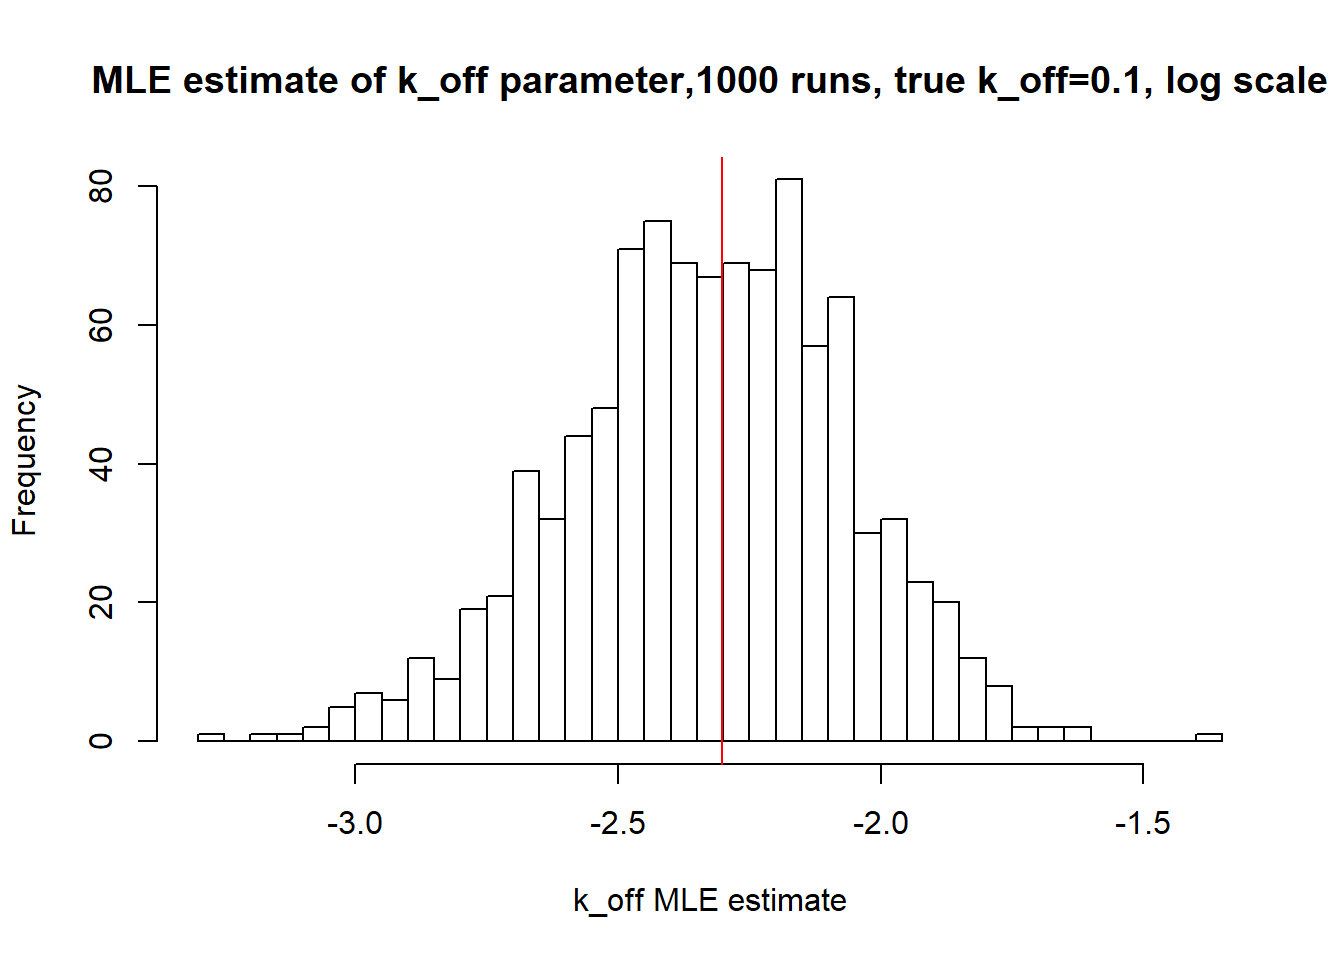 MLE estimate of k_off parameter,1000 runs, true k_off=0.1, log scale
80
60
40
20
0
Frequency
-3.0 -2.5 -2.0 -1.5
k_off MLE estimate